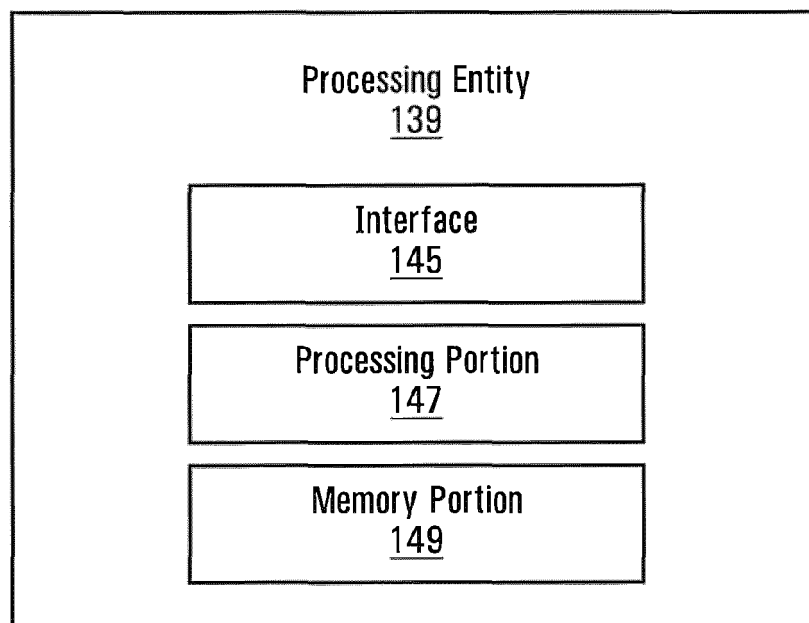 Processing Entity
139
Interface
145
Processing Portion
147
Memory Portion
149